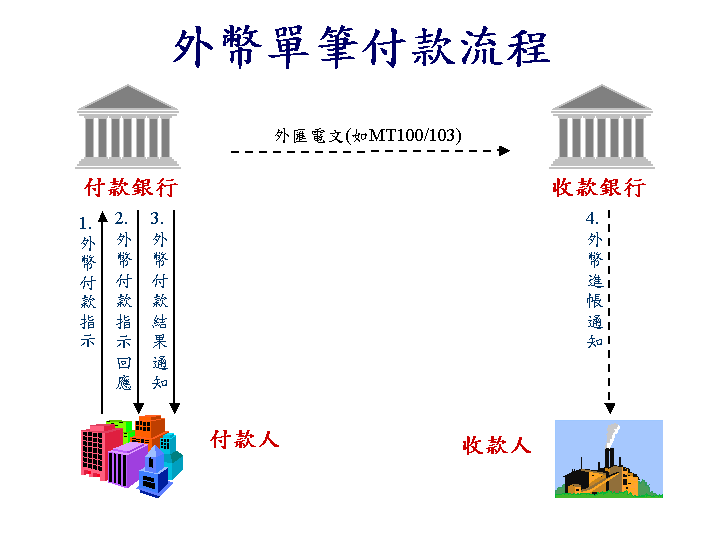 外幣單筆付款流程
外匯電文(如MT100/103)
付款銀行
收款銀行
1.外幣付款指示
2.外幣付款指示回應
3.外幣付款結果通知
4.外幣進帳通知
付款人
收款人